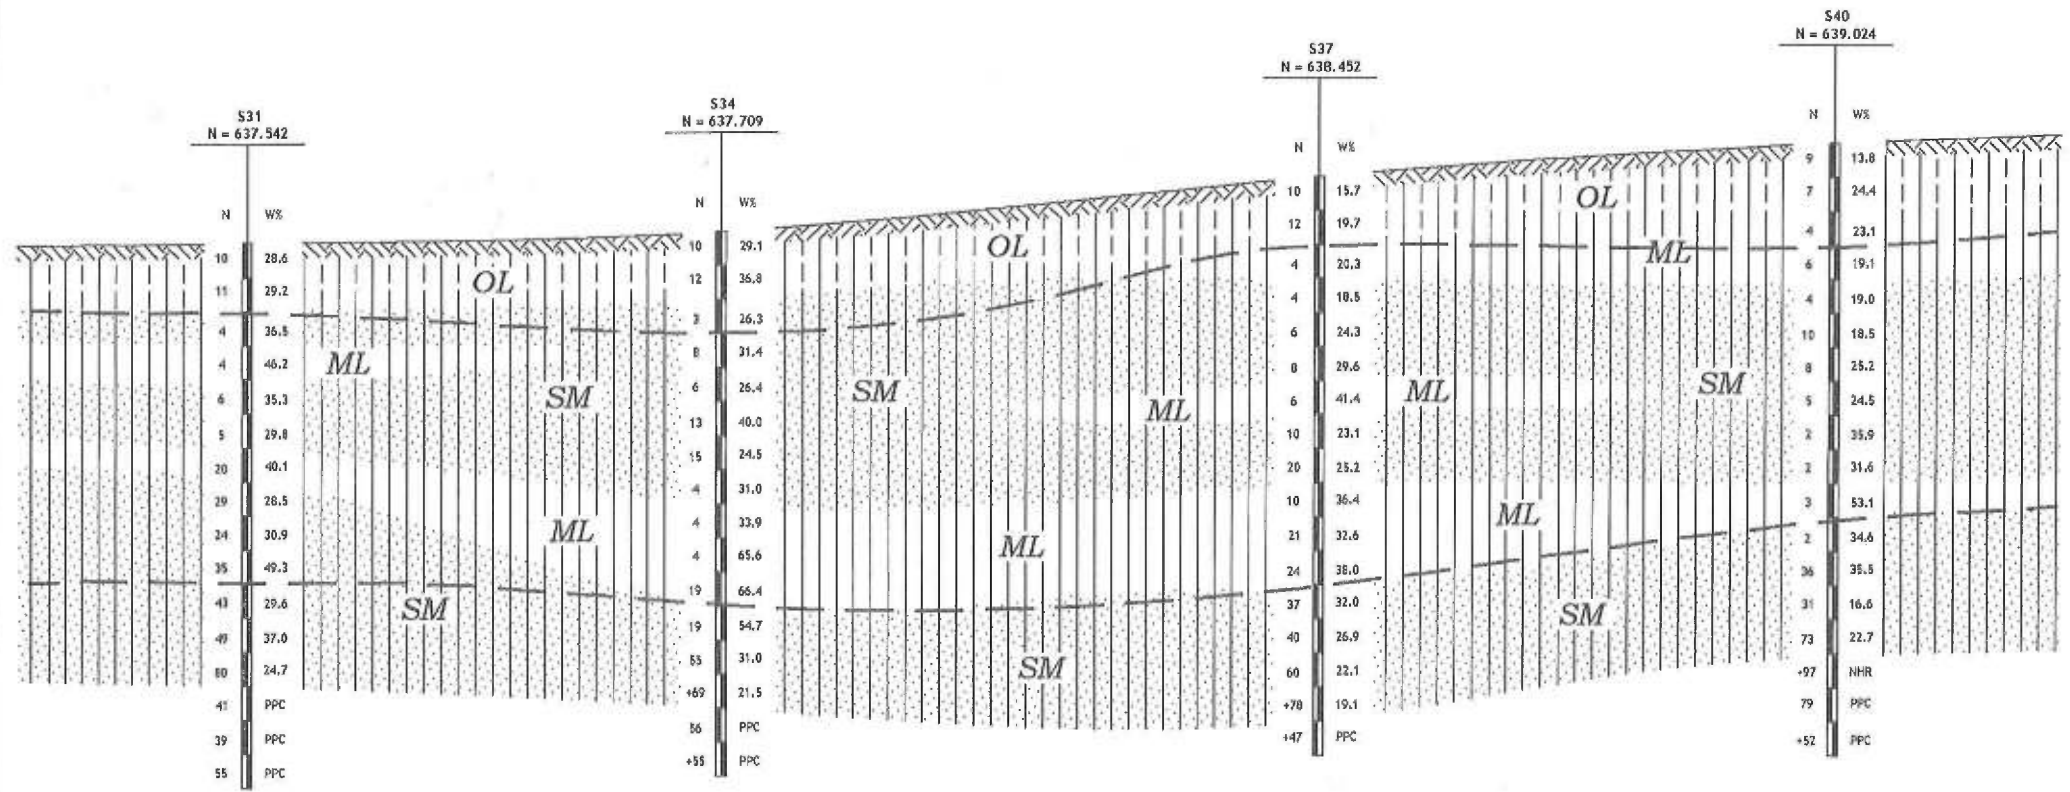 S31
N = 637.542
N W%
10 28.6
11 29.2
4 36.5
4 46.2
6 35.3
5 29.8
20 40.1
29 28.5
24 30.9
35 49.3
43 29.6
49 37.0
60 24.7
41 PPC
39 PPC
55 PPC
OL
ML
SM
ML
SM
S34
N = 637.709
N W%
10 29.1
12 36.8
3 26.3
8 31.4
6 26.4
13 40.0
15 24.5
4 31.0
4 33.9
4 65.6
19 66.4
19 54.7
55 31.0
+69 21.5
56 PPC
+55 PPC
OL
SM
ML
ML
SM
S37
N = 638.452
N W%
10 15.7
12 19.7
4 20.3
4 18.5
6 24.3
8 29.6
6 41.4
10 23.1
20 25.2
10 36.4
21 32.6
24 38.0
37 32.0
40 26.9
60 22.1
+78 19.1
+47 PPC
OL
ML
ML
SM
ML
SM
S40
N = 639.024
N W%
9 13.8
7 24.4
4 23.1
6 19.1
4 19.0
10 18.5
8 25.2
5 24.5
2 35.9
2 31.6
3 53.1
2 34.6
36 35.5
31 16.6
73 22.7
+97 NHR
79 PPC
+52 PPC